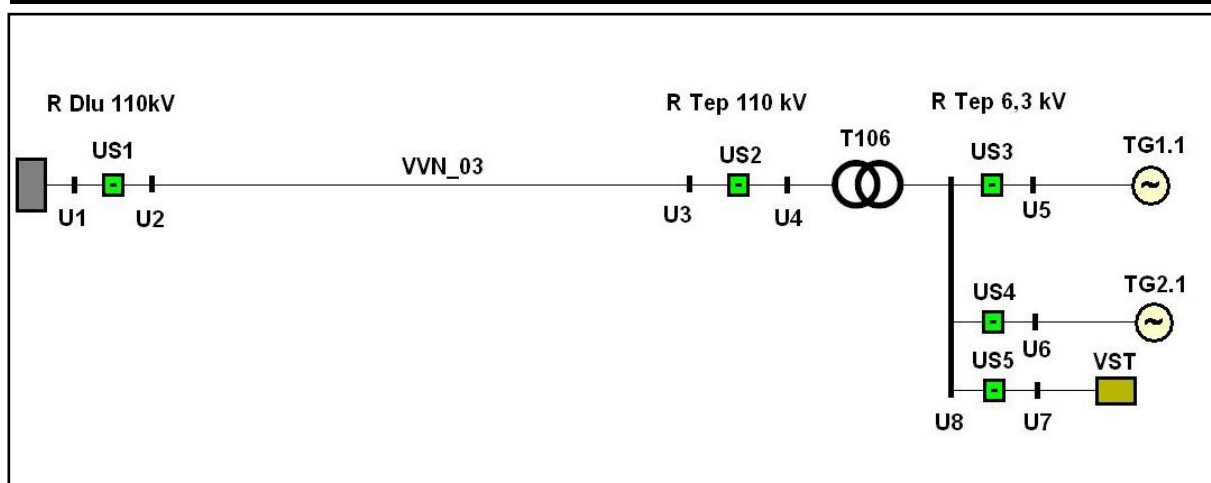 R Dlu 110kV
R Tep 110 kV
R Tep 6,3 kV
US1
VVN_03
US2
T106
US3
TG1.1
U1
U2
U3
U4
U5
US4
TG2.1
U6
US5
VST
U8
U7